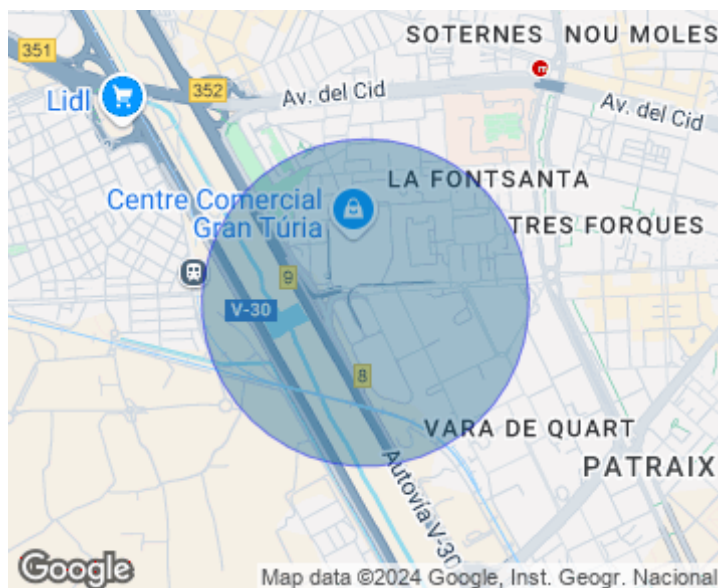 SOTERNES
NOU MOLES
351
352
Lidl
Av. del Cid
Av. del Cid
LA FONTSANTA
Centre Comercial
Gran Túria
TRES FORQUES
9
V-30
8
VARA DE QUART
PATRAIX
Autovía V-30
Google
Map data ©2024 Google, Inst. Geogr. Nacional